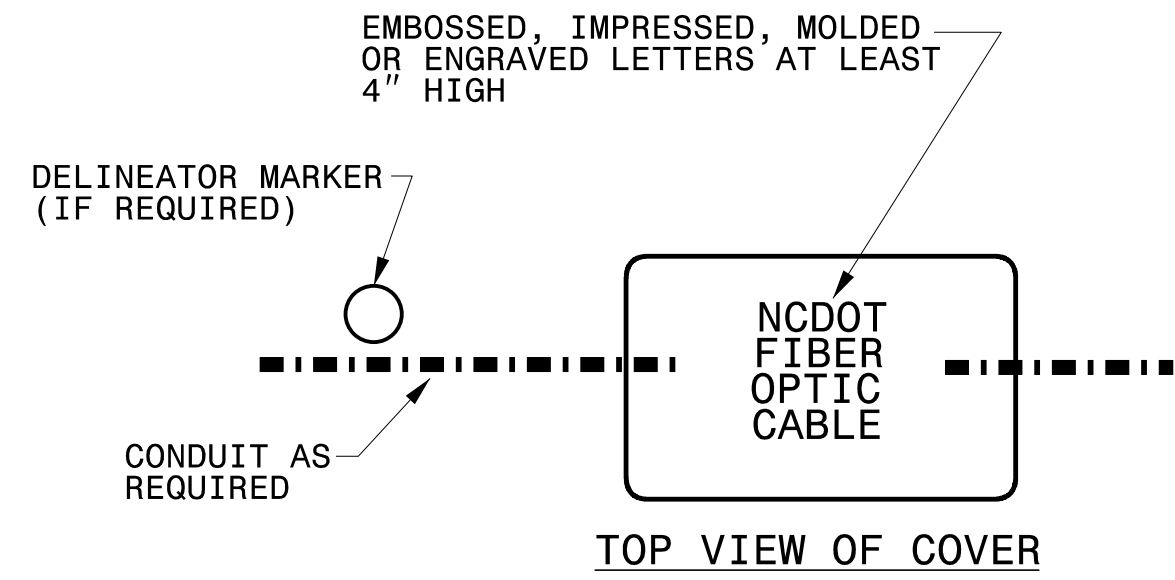 EMBOSSED, IMPRESSED, MOLDED
OR ENGRAVED LETTERS AT LEAST
4" HIGH
DELINEATOR MARKER
(IF REQUIRED)
NCDOT
FIBER
OPTIC
CABLE
CONDUIT AS
REQUIRED
TOP VIEW OF COVER